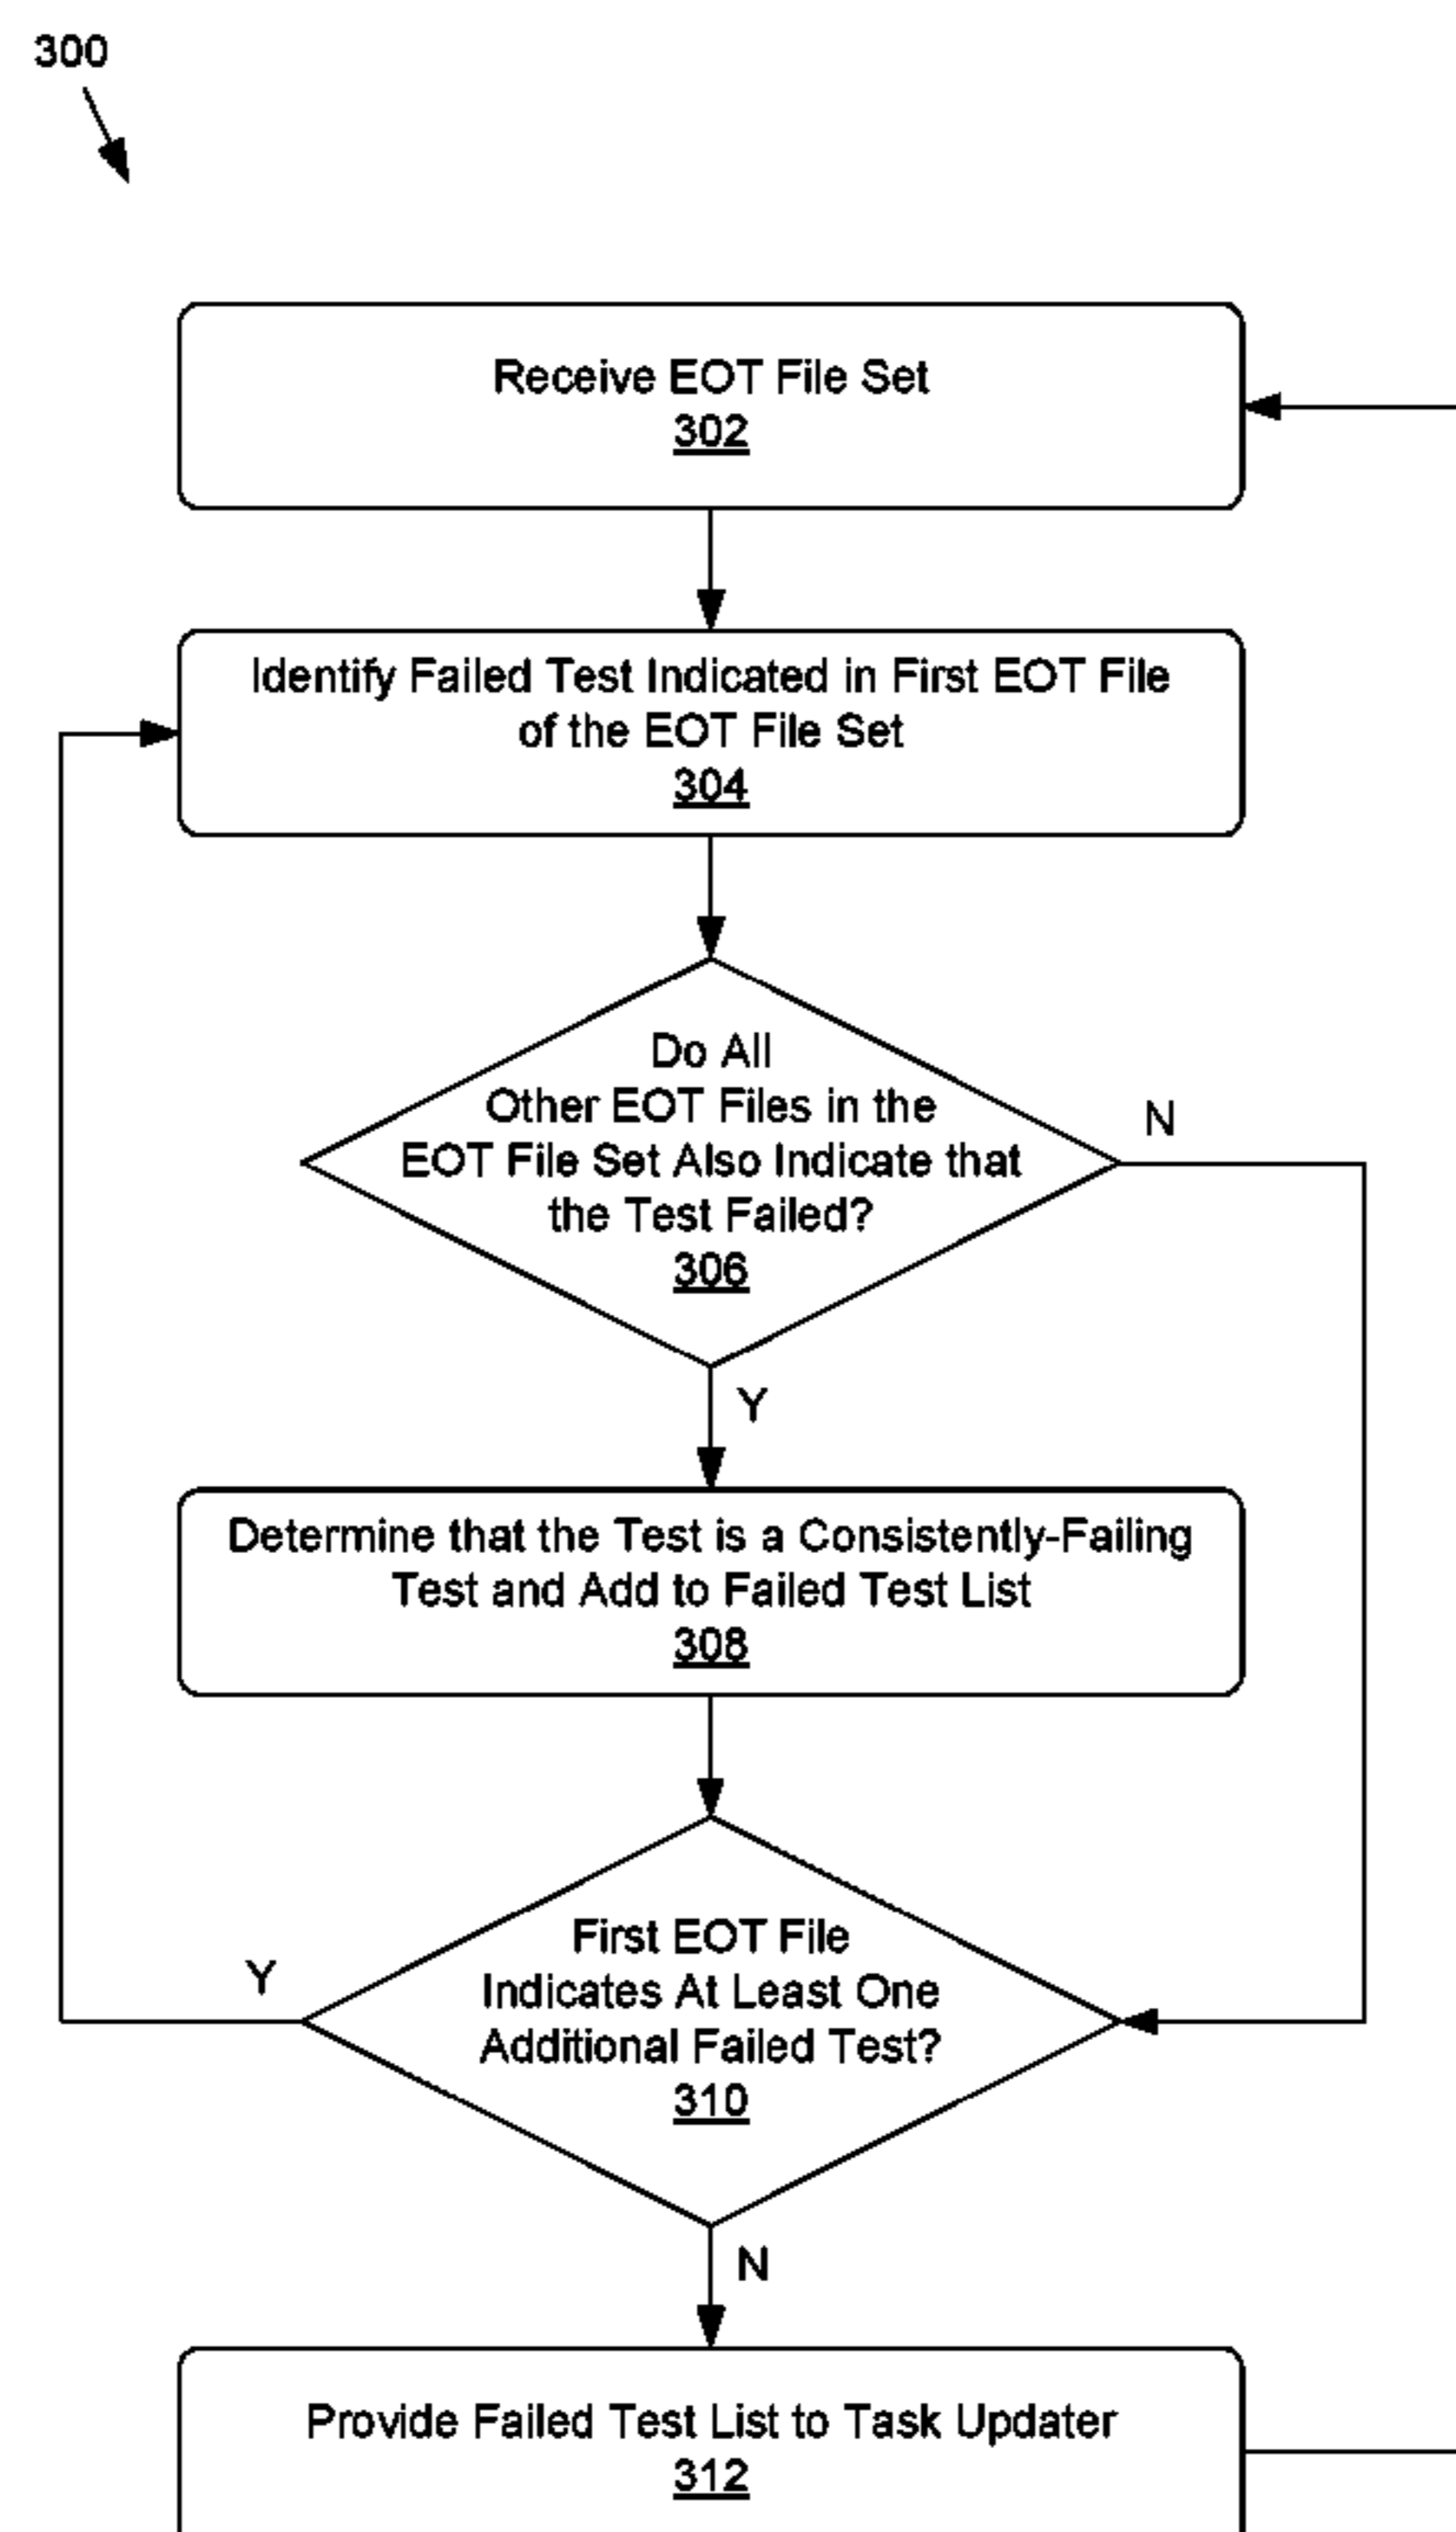 300
Receive EOT File Set
302
Identify Failed Test Indicated in First EOT File
of the EOT File Set
304
Do All
Other EOT Files in the
EOT File Set Also Indicate that
the Test Failed?
306
N
Y
Determine that the Test is a Consistently-Failing
Test and Add to Failed Test List
308
First EOT File
Indicates At Least One
Additional Failed Test?
310
Y
N
Provide Failed Test List to Task Updater
312